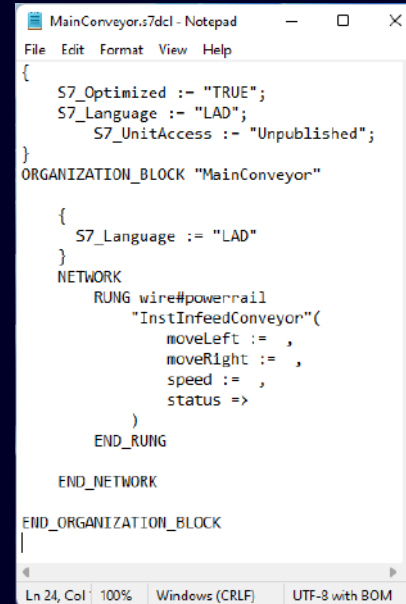 MainConveyor.s7dcl - Notepad
File Edit Format View Help
{
    S7_Optimized := "TRUE";
    S7_Language := "LAD";
        S7_UnitAccess := "Unpublished";
}
ORGANIZATION_BLOCK "MainConveyor"
    {
      S7_Language := "LAD"
    }
    NETWORK
        RUNG wire#powerrail
            "InstInfeedConveyor"(
                moveLeft :=  ,
                moveRight :=  ,
                speed :=  ,
                status =>
            )
        END_RUNG
    END_NETWORK
END_ORGANIZATION_BLOCK
Ln 24, Col 100% Windows (CRLF) UTF-8 with BOM